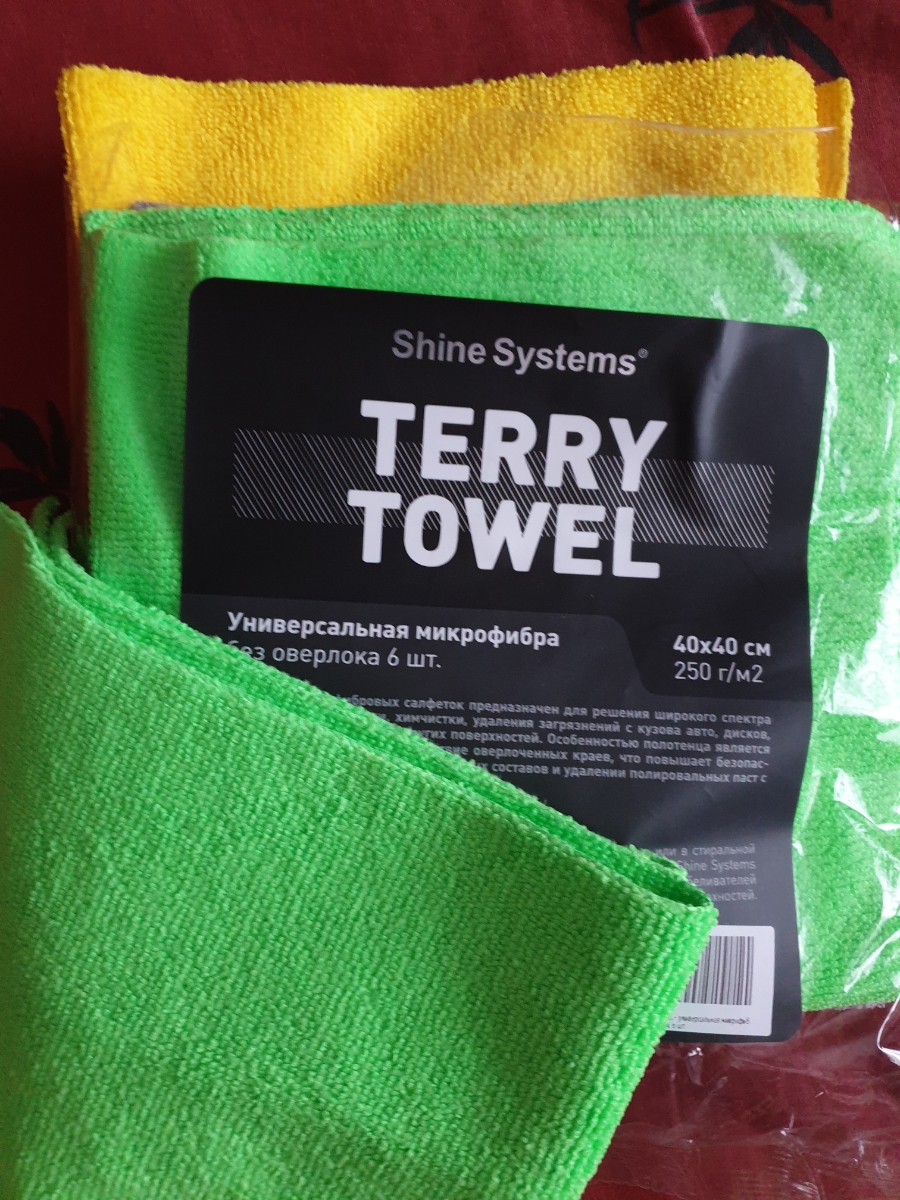 Shine Systems®
TERRY
TOWEL
Универсальная микрофибра
без оверлока 6 шт.
40х40 см
250 г/м2
салфеток предназначен для решения широкого спектра
химчистки, удаления загрязнений с кузова авто, дисков,
поверхностей. Особенностью полотенца является
оверлоченных краев, что повышает безопас-
составов и удалении полировальных паст с
или в стиральной
Shine Systems